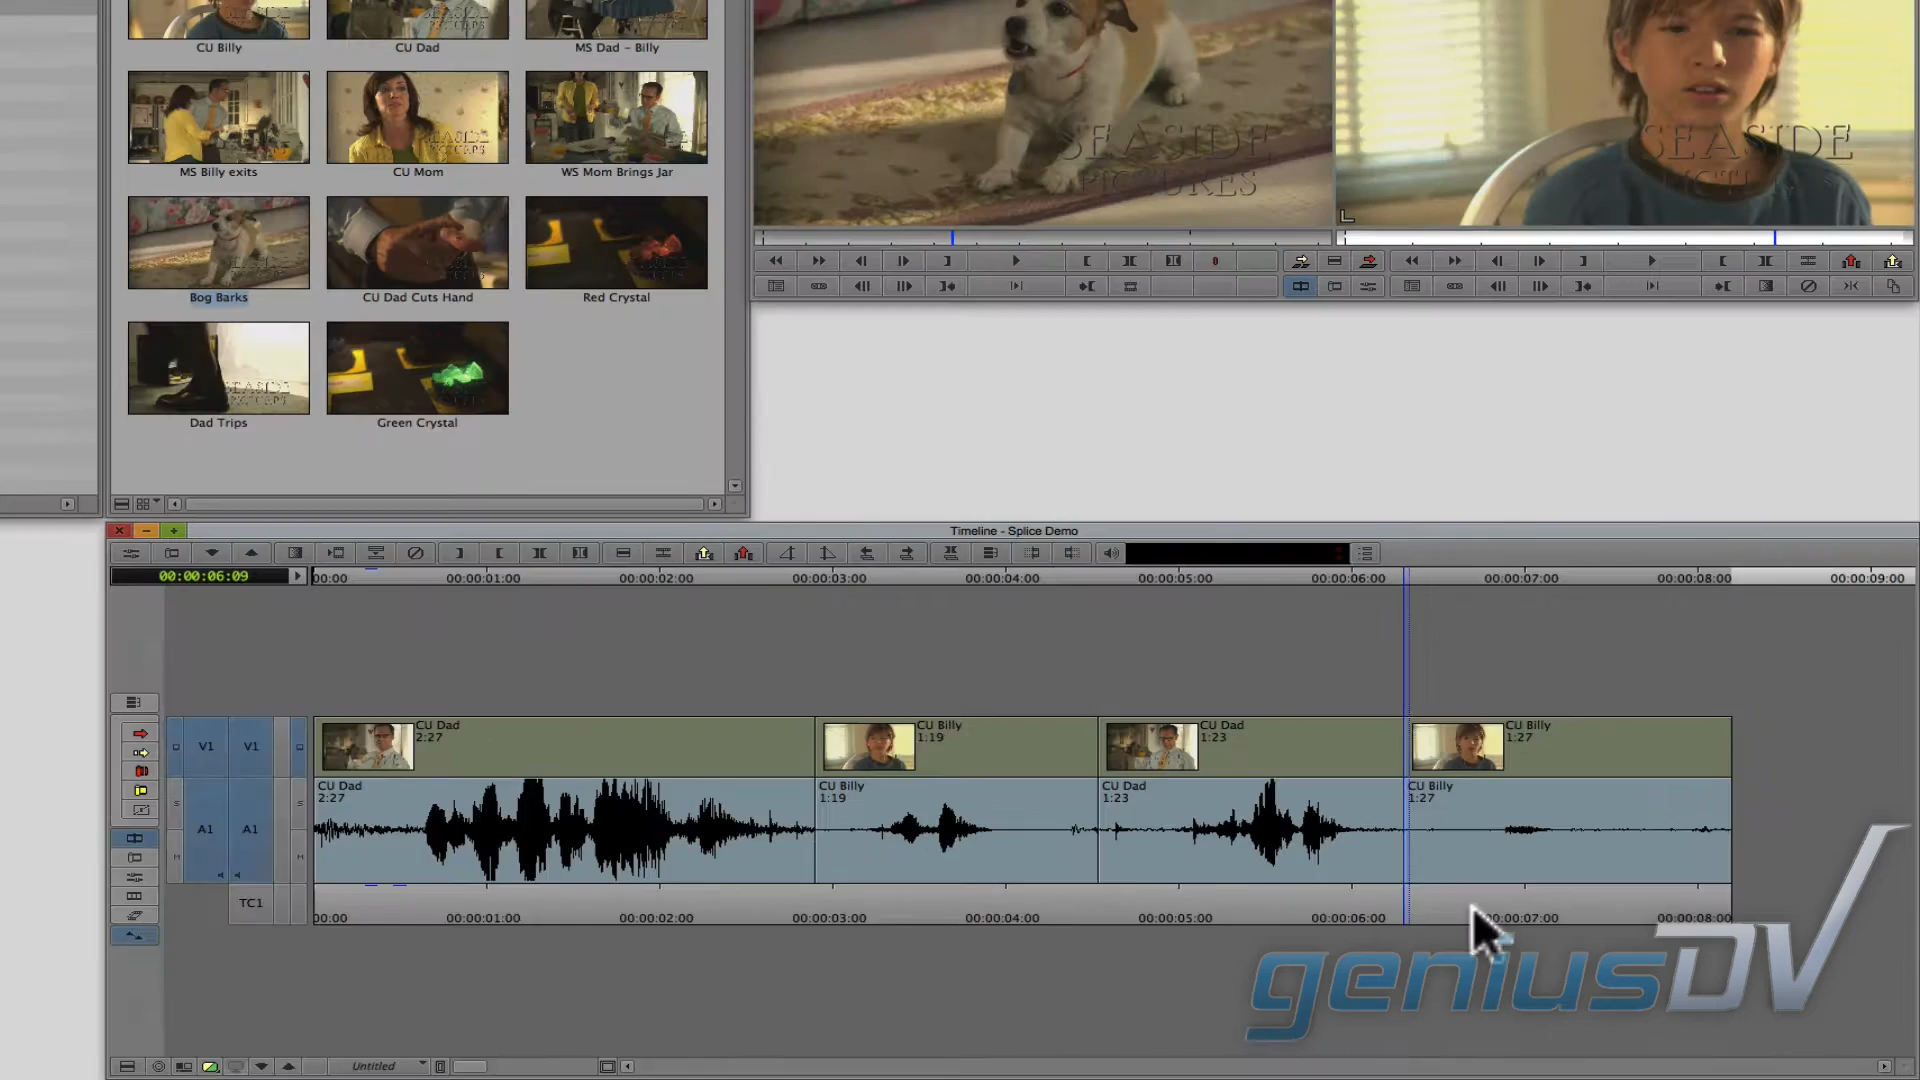 CU Billy
CU Dad
MS Dad – Billy
SEASIDE
PICTURES
SEASIDE
MS Billy exits
CU Mom
WS Mom Brings Jar
Bog Barks
CU Dad Cuts Hand
Red Crystal
Dad Trips
Green Crystal
Timeline - Splice Demo
00:00:06:09
00:00
00:00:01:00
00:00:02:00
00:00:03:00
00:00:04:00
00:00:05:00
00:00:06:00
00:00:07:00
00:00:08:00
00:00:09:00
V1
V1
CU Dad
2:27
CU Billy
1:19
CU Dad
1:23
CU Billy
1:27
A1
A1
CU Dad
2:27
CU Billy
1:19
CU Dad
1:23
CU Billy
1:27
TC1
00:00
00:00:01:00
00:00:02:00
00:00:03:00
00:00:04:00
00:00:05:00
00:00:06:00
00:00:07:00
00:00:08:00
geniusDV
Untitled